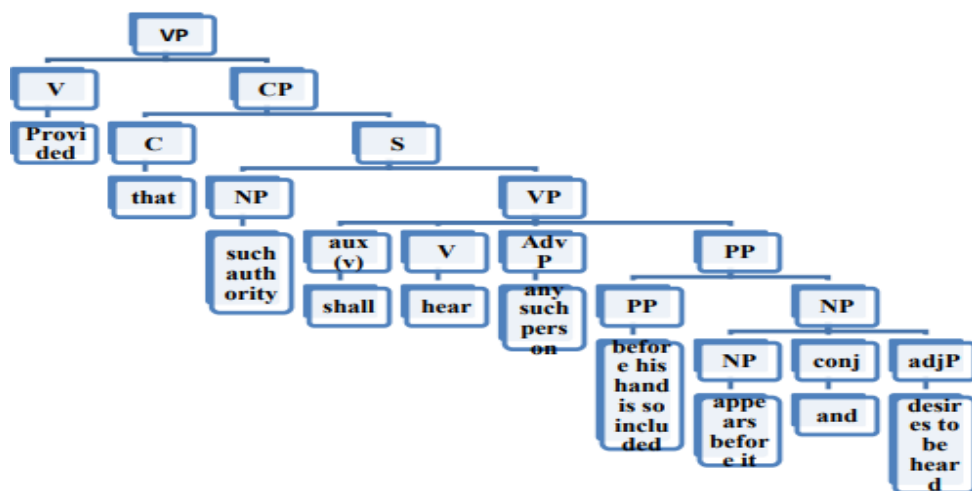 VP
V
CP
Provi
ded
C
S
that
NP
VP
such
auth
ority
aux
(v)
V
Adv
P
PP
shall
hear
any
such
pers
on
PP
NP
befor
e his
hand
is so
inclu
ded
NP
conj
adjP
appe
ars
befor
e it
and
desir
es to
be
hear
d